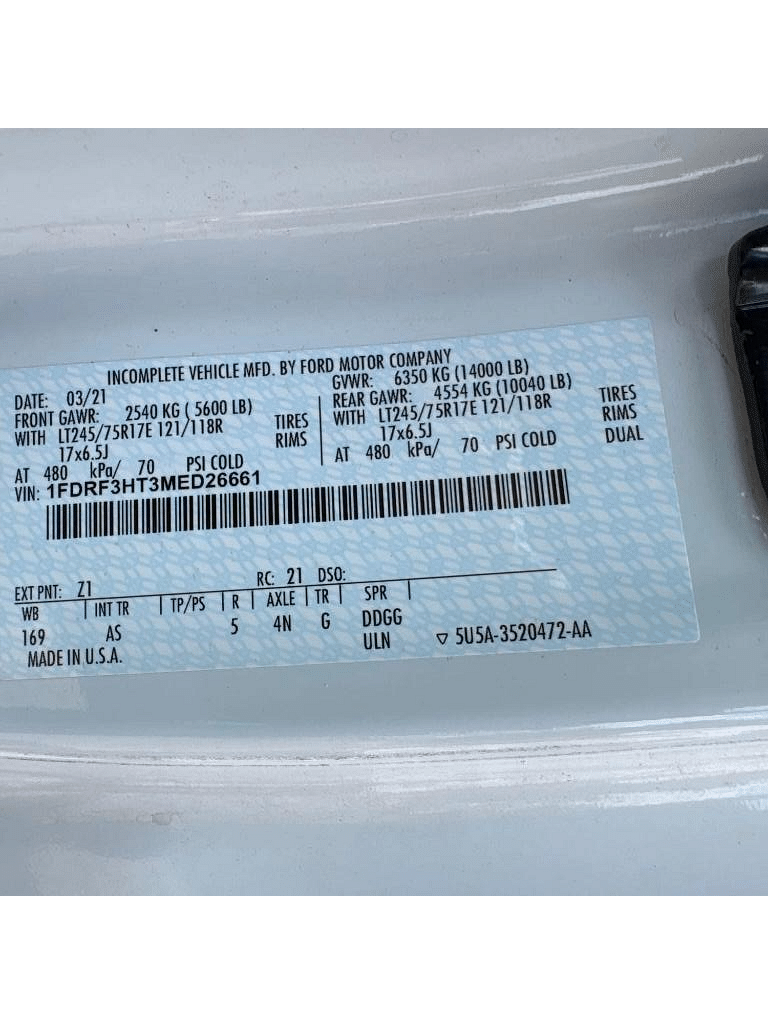 INCOMPLETE VEHICLE MFD. BY FORD MOTOR COMPANY
DATE: 03/21 GVWR: 6350 KG (14000 LB)
FRONT GAWR: 2540 KG ( 5600 LB) REAR GAWR: 4554 KG (10040 LB)
WITH LT245/75R17E 121/118R TIRES WITH LT245/75R17E 121/118R TIRES
17x6.5J RIMS 17x6.5J RIMS
AT 480 kPa/ 70 PSI COLD AT 480 kPa/ 70 PSI COLD DUAL
VIN: 1FDRF3HT3MED26661
EXT PNT: Z1 RC: 21 DSO:
WB | INT TR | TP/PS | R | AXLE | TR | SPR |
169 AS 5 4N G DDGG
ULN ▽ 5U5A-3520472-AA
MADE IN U.S.A.